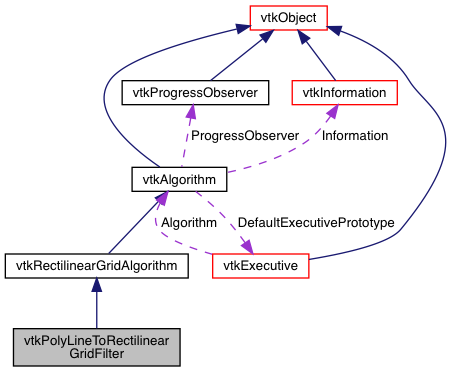 vtkObject
vtkProgressObserver
vtkInformation
ProgressObserver
Information
vtkAlgorithm
Algorithm
DefaultExecutivePrototype
vtkRectilinearGridAlgorithm
vtkExecutive
vtkPolyLineToRectilinear
GridFilter